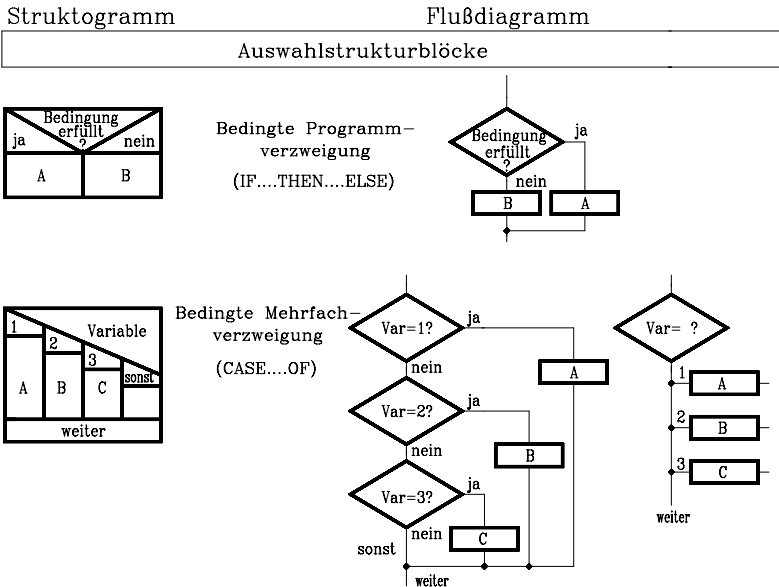 Struktogramm
Flußdiagramm
Auswahlstrukturblöcke
Bedingung
erfüllt
?
ja
nein
A
B
Bedingte Programm-
verzweigung
(IF....THEN....ELSE)
Bedingung
erfüllt
?
ja
nein
B
A
1
Variable
2
3
sonst
A
B
C
weiter
Bedingte Mehrfach-
verzweigung
(CASE....OF)
Var=1?
ja
nein
A
Var=2?
ja
nein
B
Var=3?
ja
nein
C
sonst
weiter
Var= ?
1
A
2
B
3
C
weiter